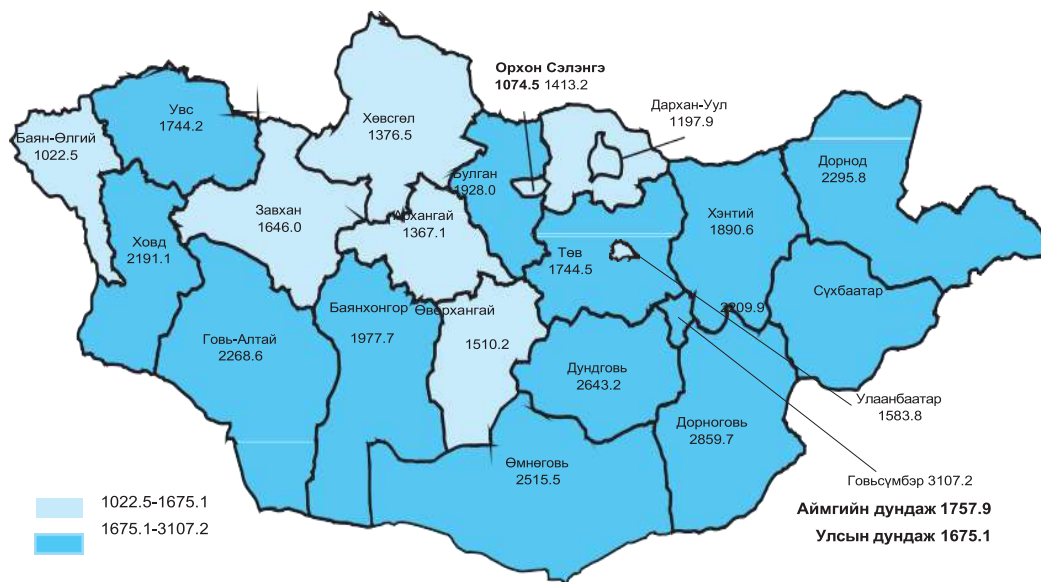 Орхон Сэлэнгэ
1074.5 1413.2
Дархан-Уул
1197.9
Увс
1744.2
Хөвсгөл
1376.5
Баян-Өлгий
1022.5
Булган
1928.0
Дорнод
2295.8
Завхан
1646.0
Архангай
1367.1
Хэнтий
1890.6
Ховд
2191.1
Төв
1744.5
Сүхбаатар
2209.9
Баянхонгор
1977.7
Өвөрхангай
1510.2
Говь-Алтай
2268.6
Дундговь
2643.2
Улаанбаатар
1583.8
Дорноговь
2859.7
Өмнөговь
2515.5
Говьсүмбэр 3107.2
1022.5-1675.1
1675.1-3107.2
Аймгийн дундаж 1757.9
Улсын дундаж 1675.1